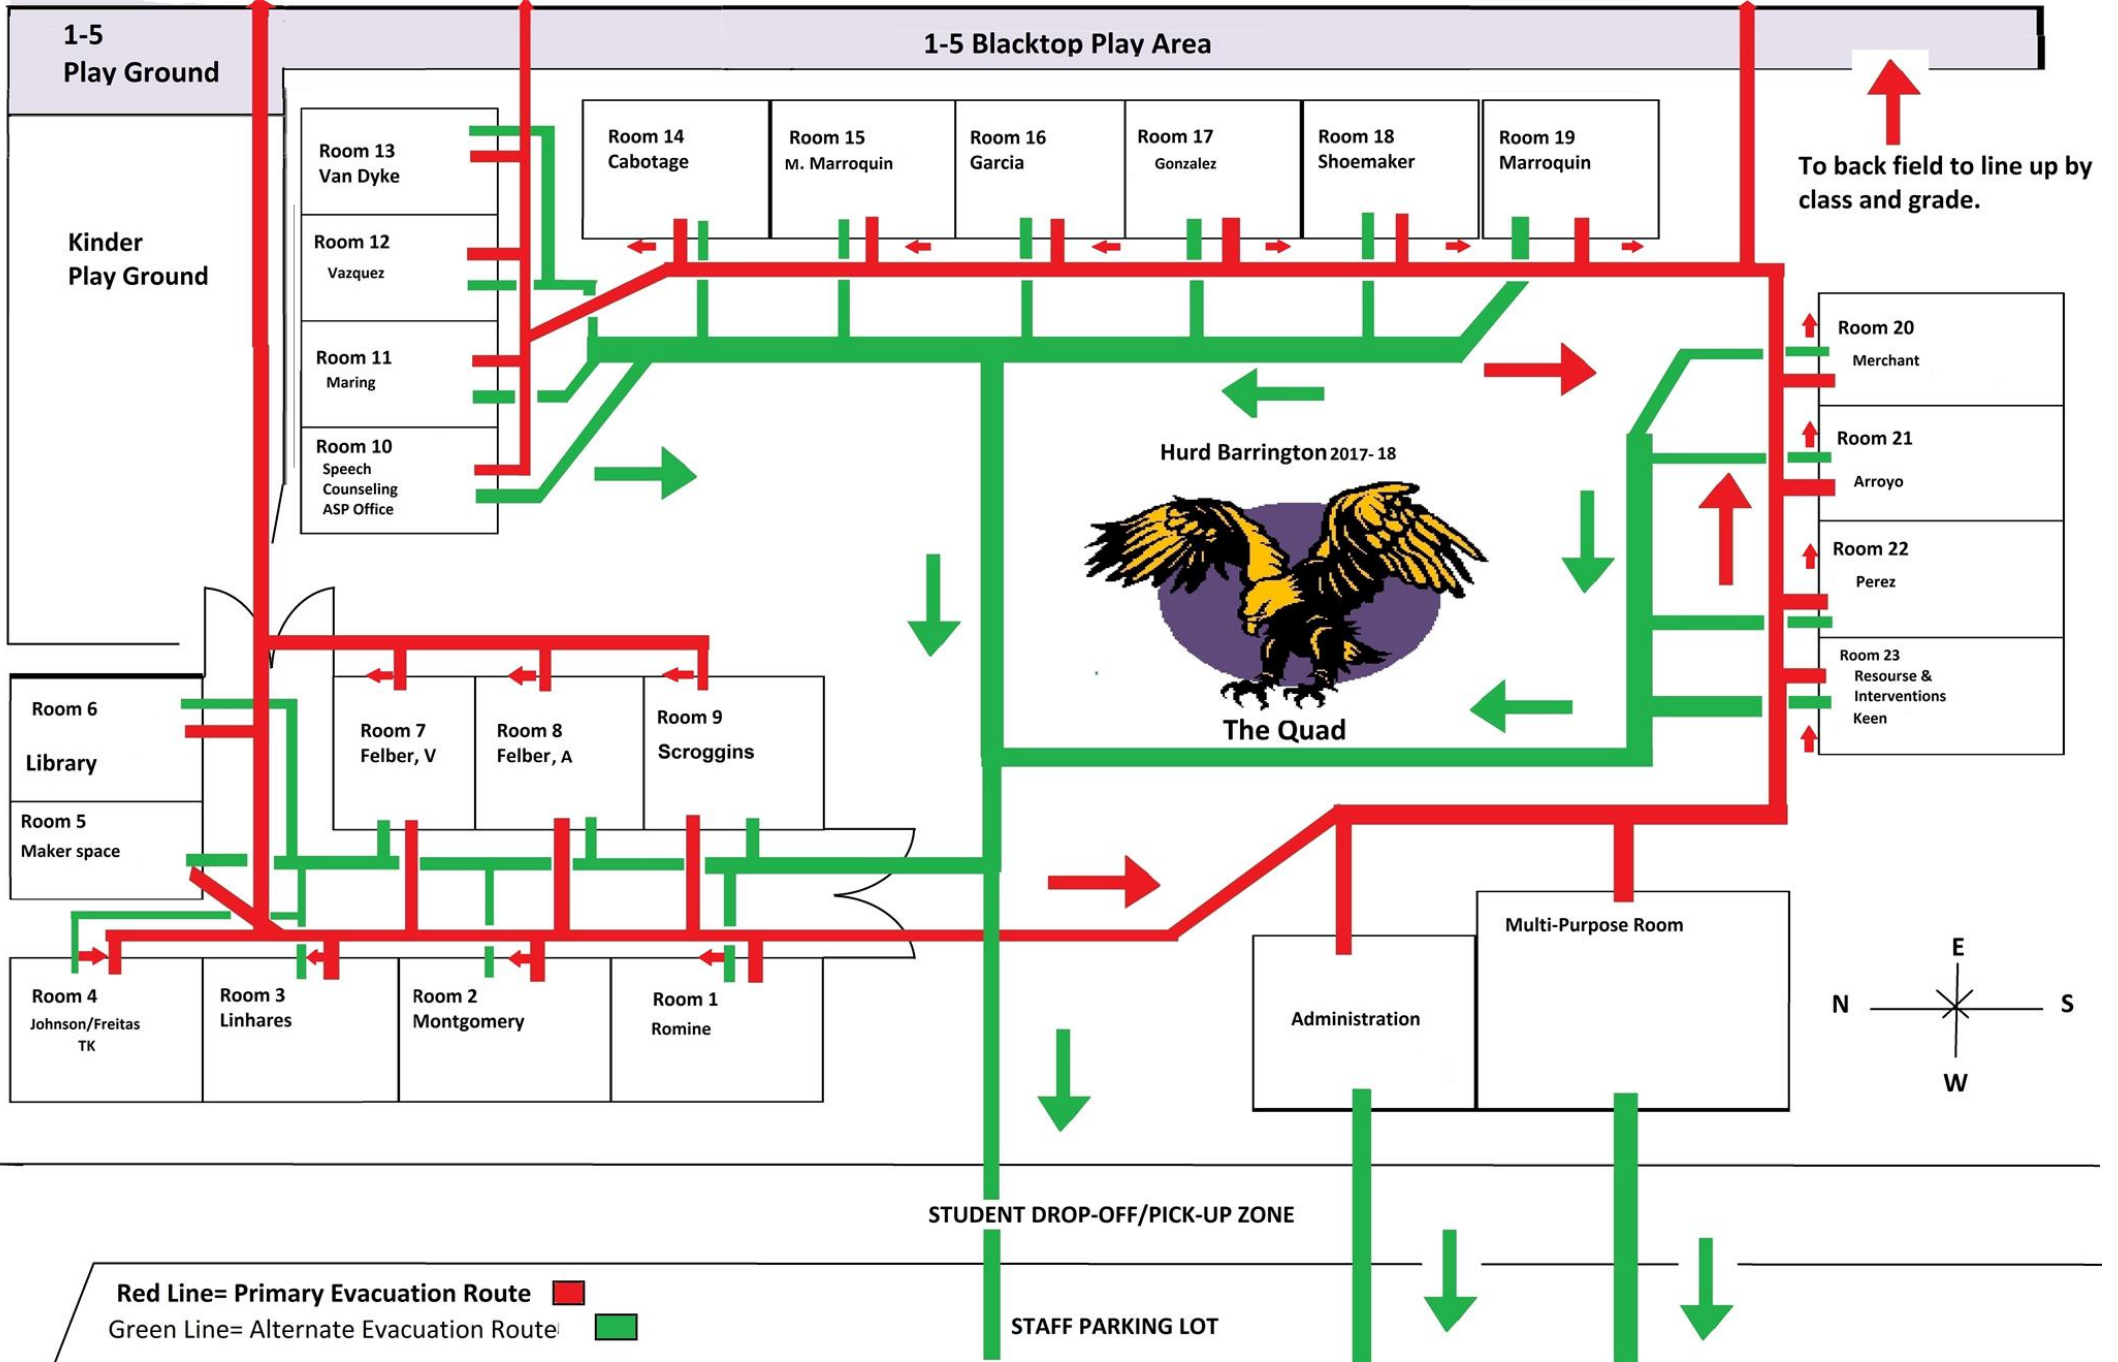 1-5
Play Ground
1-5 Blacktop Play Area
To back field to line up by
class and grade.
Kinder
Play Ground
Room 13
Van Dyke
Room 12
Vazquez
Room 11
Maring
Room 10
Speech
Counseling
ASP Office
Room 14
Cabotage
Room 15
M. Marroquin
Room 16
Garcia
Room 17
Gonzalez
Room 18
Shoemaker
Room 19
Marroquin
Room 20
Merchant
Room 21
Arroyo
Room 22
Perez
Room 23
Resourse &
Interventions
Keen
Hurd Barrington 2017-18
The Quad
Room 6
Library
Room 5
Maker space
Room 7
Felber, V
Room 8
Felber, A
Room 9
Scroggins
Room 4
Johnson/Freitas
TK
Room 3
Linhares
Room 2
Montgomery
Room 1
Romine
Administration
Multi-Purpose Room
E
N
S
W
STUDENT DROP-OFF/PICK-UP ZONE
Red Line= Primary Evacuation Route
Green Line= Alternate Evacuation Route
STAFF PARKING LOT